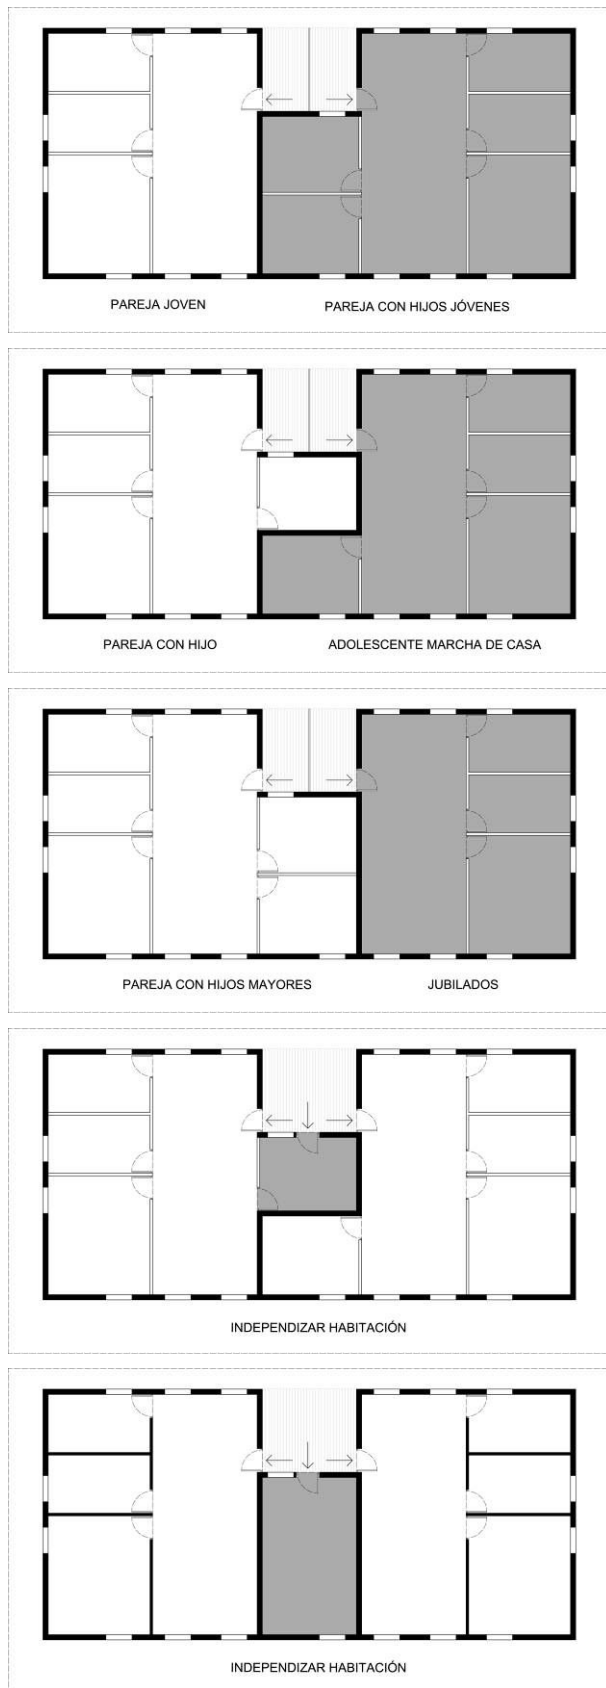 PAREJA JOVEN
PAREJA CON HIJOS JÓVENES
PAREJA CON HIJO
ADOLESCENTE MARCHA DE CASA
PAREJA CON HIJOS MAYORES
JUBILADOS
INDEPENDIZAR HABITACIÓN
INDEPENDIZAR HABITACIÓN